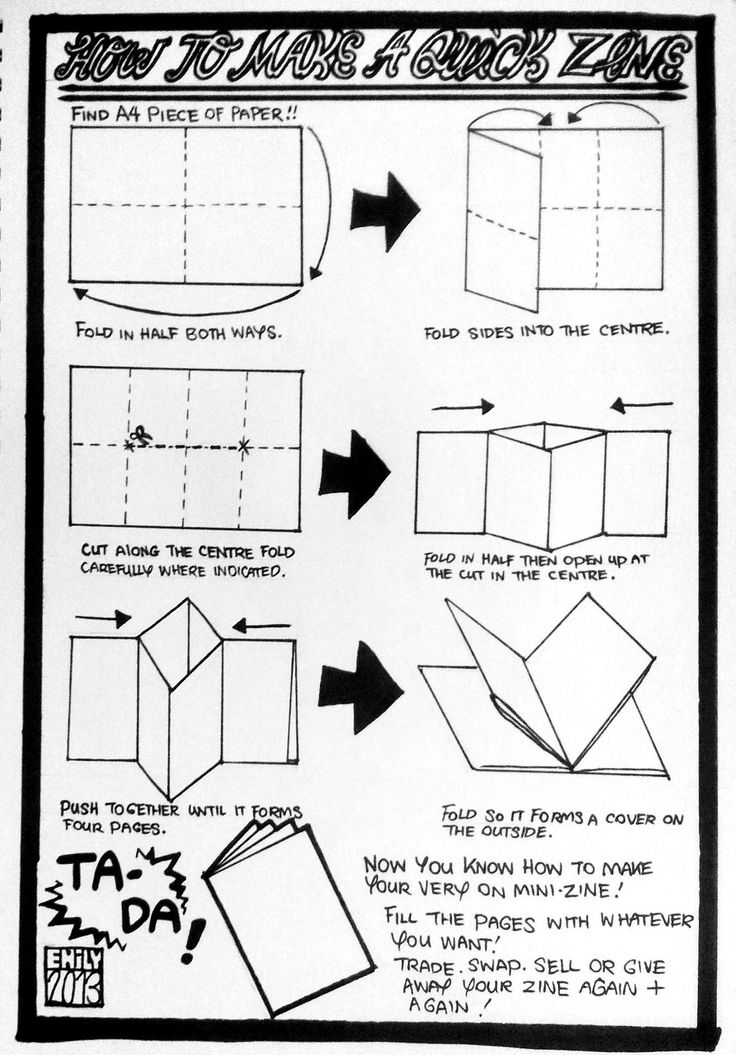 HOW TO MAKE A QUICK ZINE
FIND A4 PIECE OF PAPER!!
FOLD IN HALF BOTH WAYS.
FOLD SIDES INTO THE CENTRE.
CUT ALONG THE CENTRE FOLD
CAREFULLY WHERE INDICATED.
FOLD IN HALF THEN OPEN UP AT
THE CUT IN THE CENTRE.
PUSH TOGETHER UNTIL IT FORMS
FOUR PAGES.
FOLD SO IT FORMS A COVER ON
THE OUTSIDE.
TA-
DA!
NOW YOU KNOW HOW TO MAKE
YOUR VERY ON MINI-ZINE!
FILL THE PAGES WITH WHATEVER
YOU WANT!
TRADE. SWAP. SELL OR GIVE
AWAY YOUR ZINE AGAIN +
AGAIN!
EMILY
2013